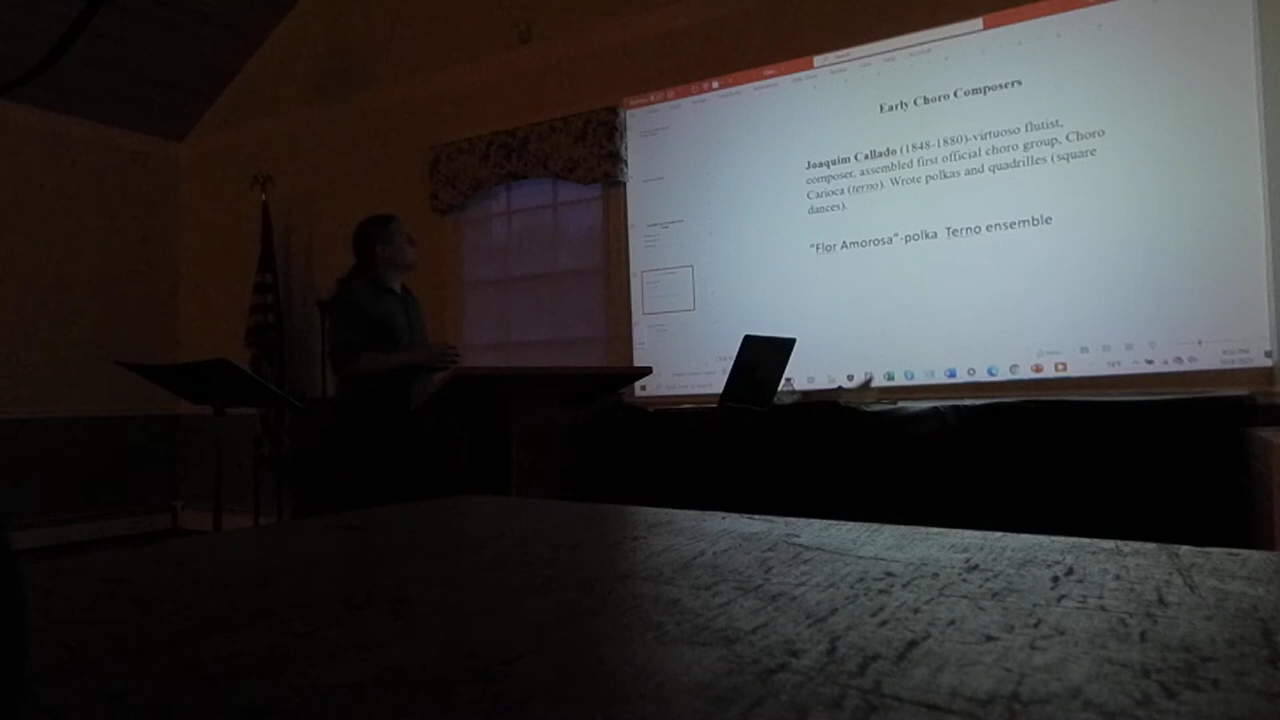 Early Choro Composers
Joaquim Callado (1848-1880)-virtuoso flutist,
composer, assembled first official choro group, Choro
Carioca (terno). Wrote polkas and quadrilles (square
dances).
"Flor Amorosa"-polka Terno ensemble